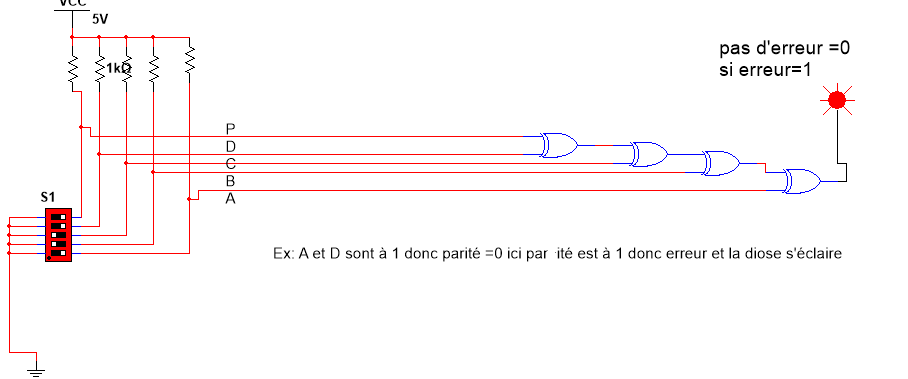 VCC
5V
1kΩ
pas d'erreur =0
si erreur=1
P
D
C
B
A
S1
Ex: A et D sont à 1 donc parité =0 ici par ité est à 1 donc erreur et la diose s'éclaire